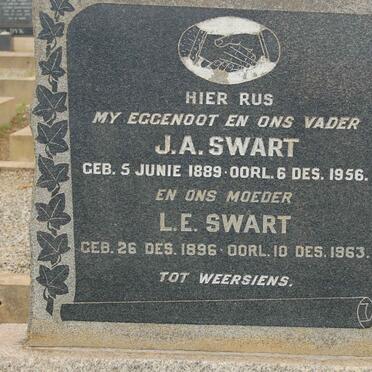 HIER RUS
MY EGGENOOT EN ONS VADER
J.A. SWART
GEB. 5 JUNIE 1889 · OORL. 6 DES. 1956.
EN ONS MOEDER
L.E. SWART
GEB. 26 DES. 1896 · OORL. 10 DES. 1963.
TOT WEERSIENS.